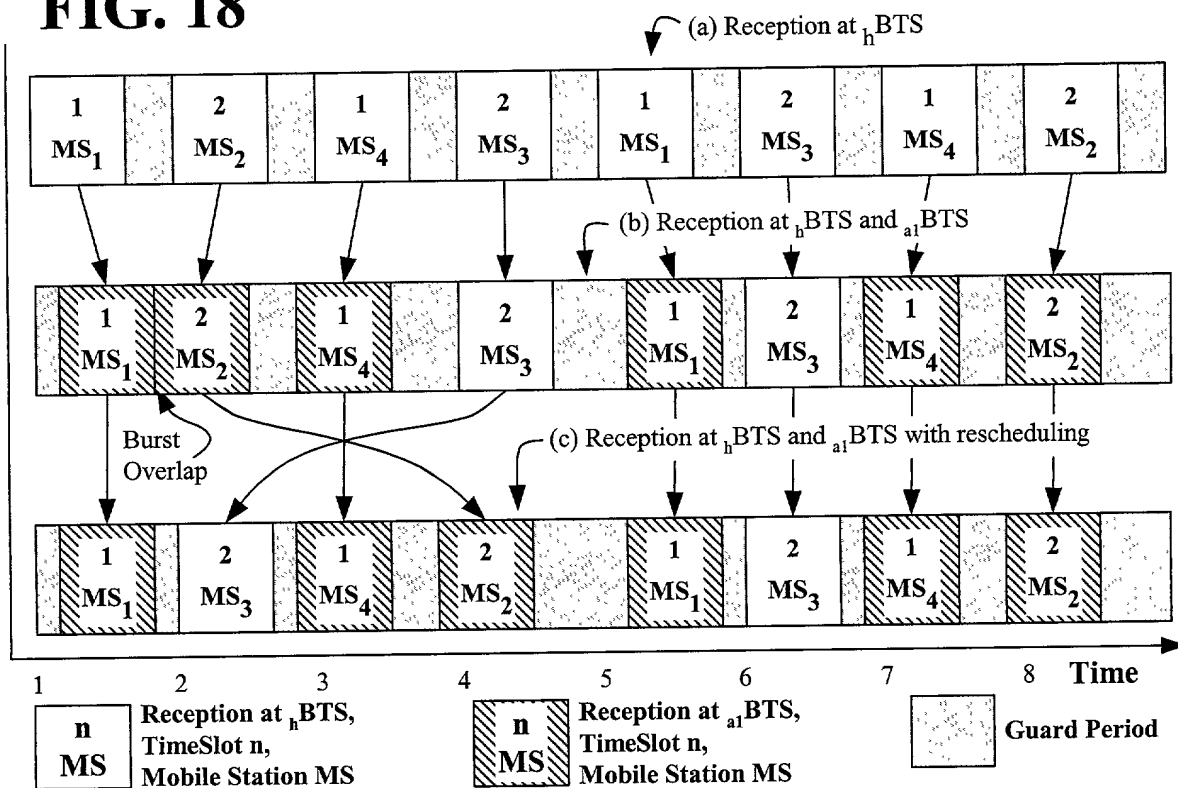 FIG. 18
(a) Reception at hBTS
1 2 1 2 1 2 1 2
MS1 MS2 MS4 MS3 MS1 MS3 MS4 MS2
(b) Reception at hBTS and a1BTS
1 2 1 2 1 2 1 2
MS1 MS2 MS4 MS3 MS1 MS3 MS4 MS2
Burst
Overlap
(c) Reception at hBTS and a1BTS with rescheduling
1 2 1 2 1 2 1 2
MS1 MS3 MS4 MS2 MS1 MS3 MS4 MS2
1 2 3 4 5 6 7 8 Time
n
MS
Reception at hBTS,
TimeSlot n,
Mobile Station MS
n
MS
Reception at a1BTS,
TimeSlot n,
Mobile Station MS
Guard Period